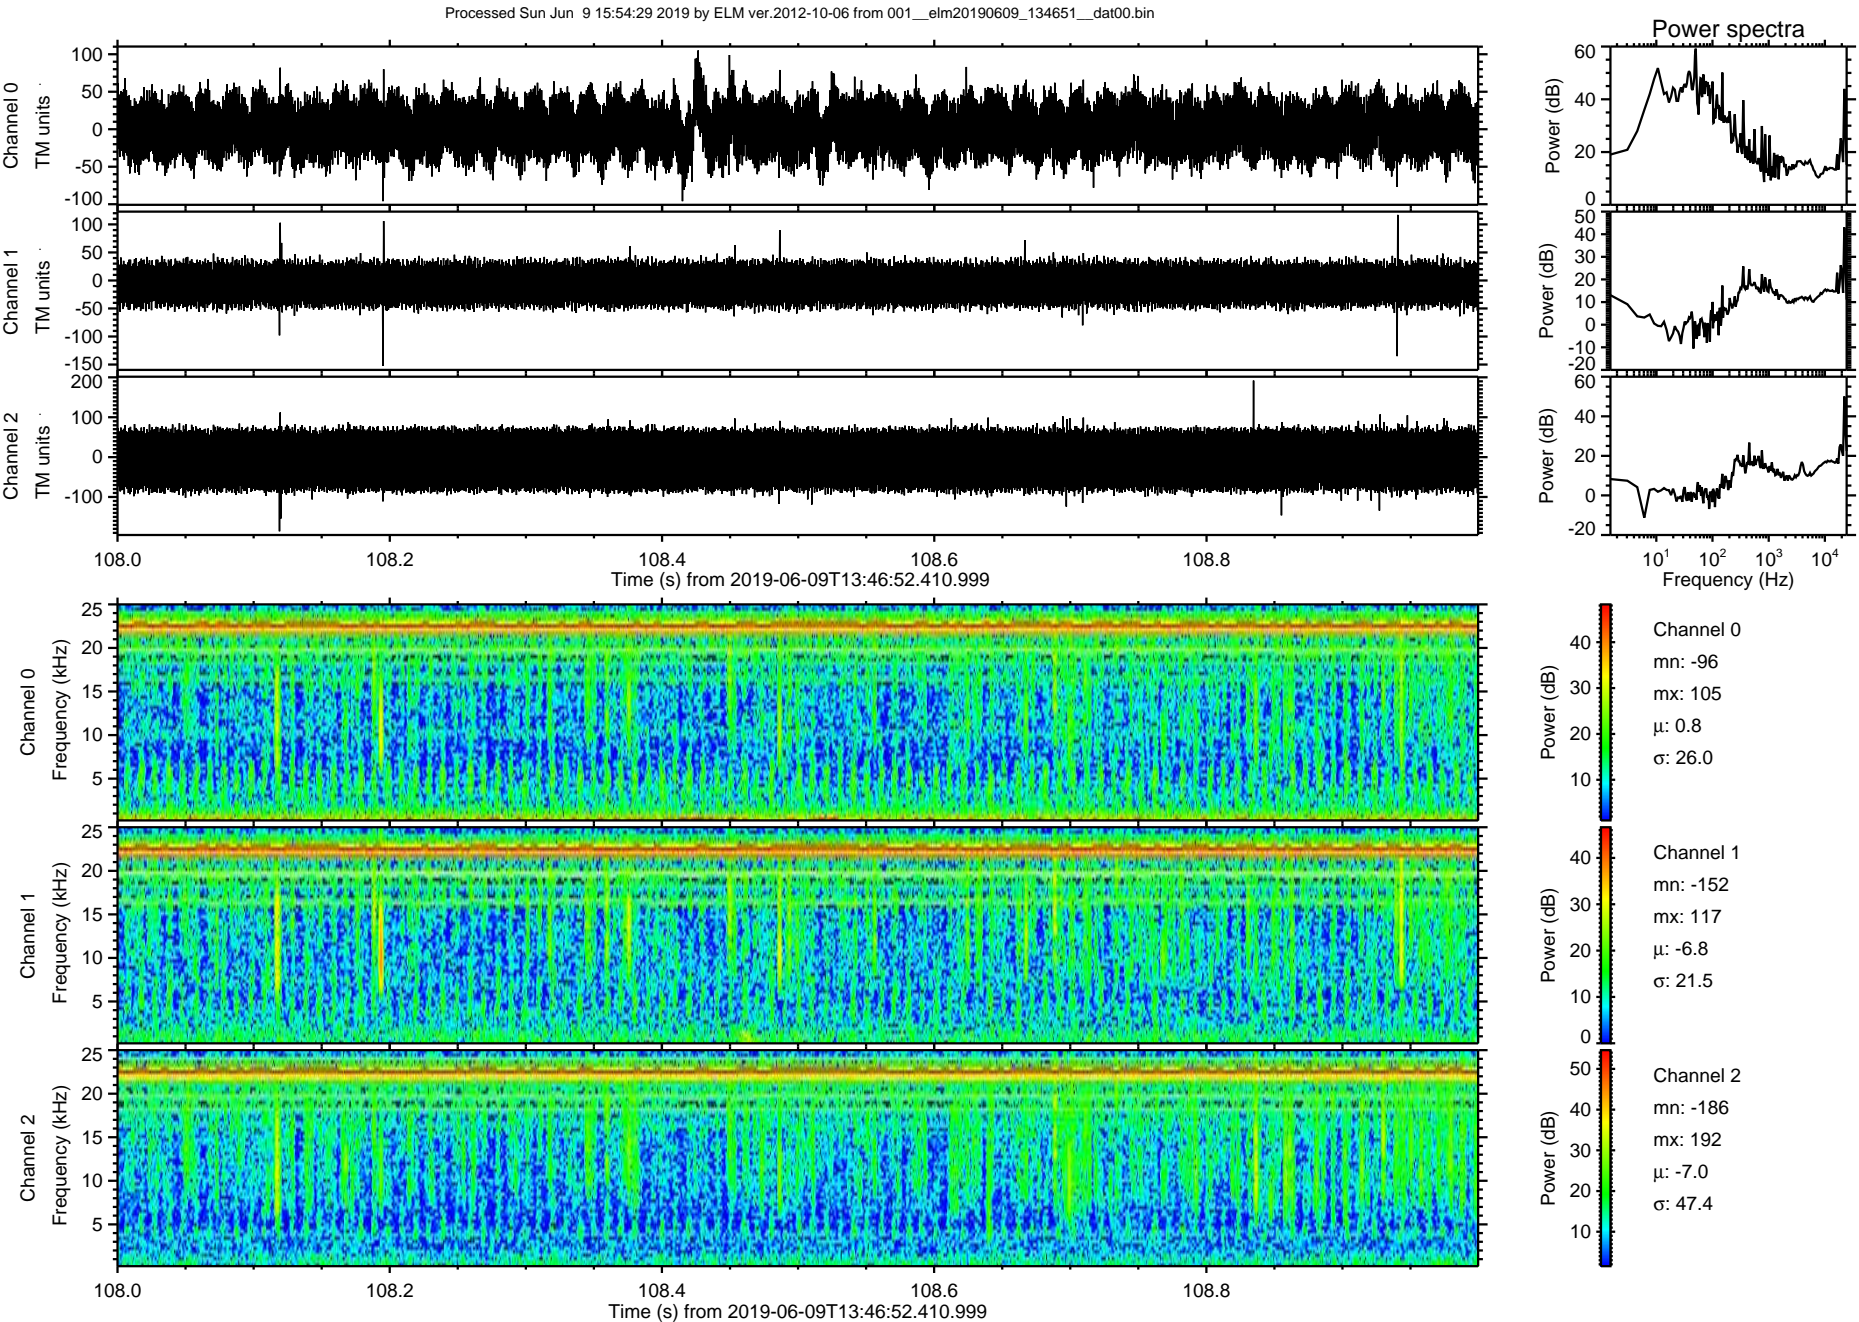 Processed Sun Jun  9 15:54:29 2019 by ELM ver.2012-10-06 from 001__elm20190609_134651__dat00.bin
Power spectra
Channel 0
TM units
100
50
0
-50
-100
Power (dB)
60
40
20
0
Channel 1
TM units
100
50
0
-50
-100
-150
Power (dB)
50
40
30
20
10
0
-10
-20
Channel 2
TM units
200
100
0
-100
Power (dB)
60
40
20
0
-20
108.0 108.2 108.4 108.6 108.8
Time (s) from 2019-06-09T13:46:52.410.999
10¹ 10² 10³ 10⁴
Frequency (Hz)
Channel 0
Frequency (kHz)
25
20
15
10
5
Power (dB)
40
30
20
10
Channel 0
mn: -96
mx: 105
μ: 0.8
σ: 26.0
Channel 1
Frequency (kHz)
25
20
15
10
5
Power (dB)
40
30
20
10
0
Channel 1
mn: -152
mx: 117
μ: -6.8
σ: 21.5
Channel 2
Frequency (kHz)
25
20
15
10
5
Power (dB)
50
40
30
20
10
Channel 2
mn: -186
mx: 192
μ: -7.0
σ: 47.4
108.0 108.2 108.4 108.6 108.8
Time (s) from 2019-06-09T13:46:52.410.999